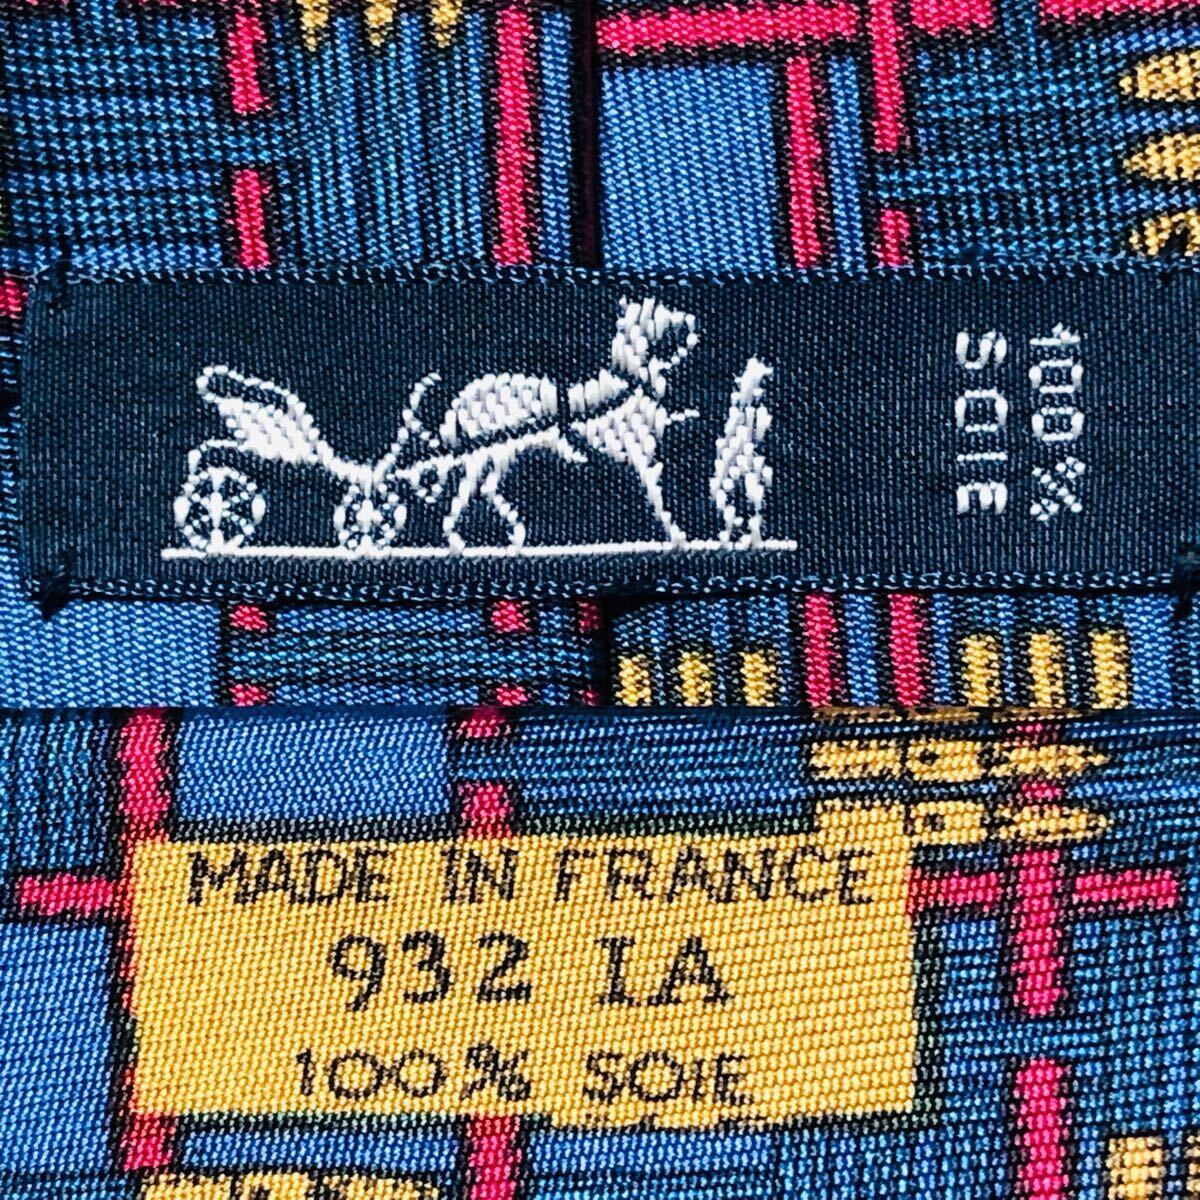 100%
SOIE
MADE IN FRANCE
932 IA
100% SOIE